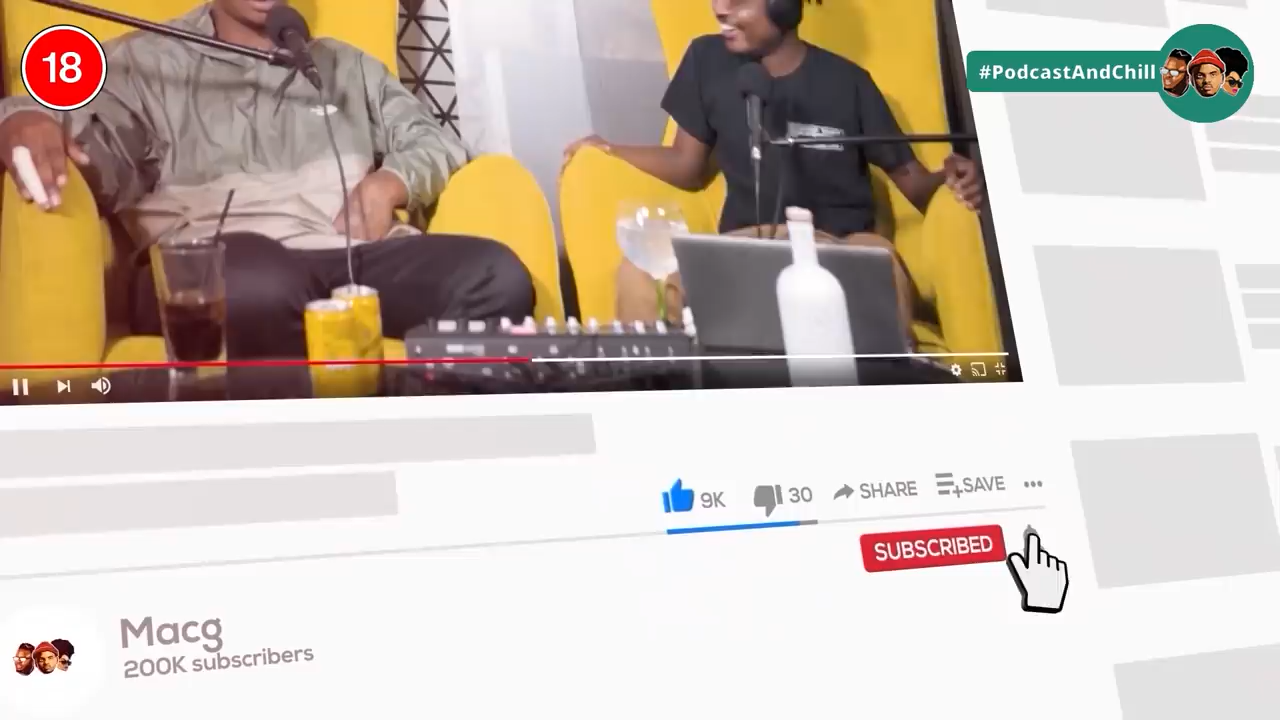 18
#PodcastAndChill
9K
30
SHARE
SAVE
SUBSCRIBED
Macg
200K subscribers